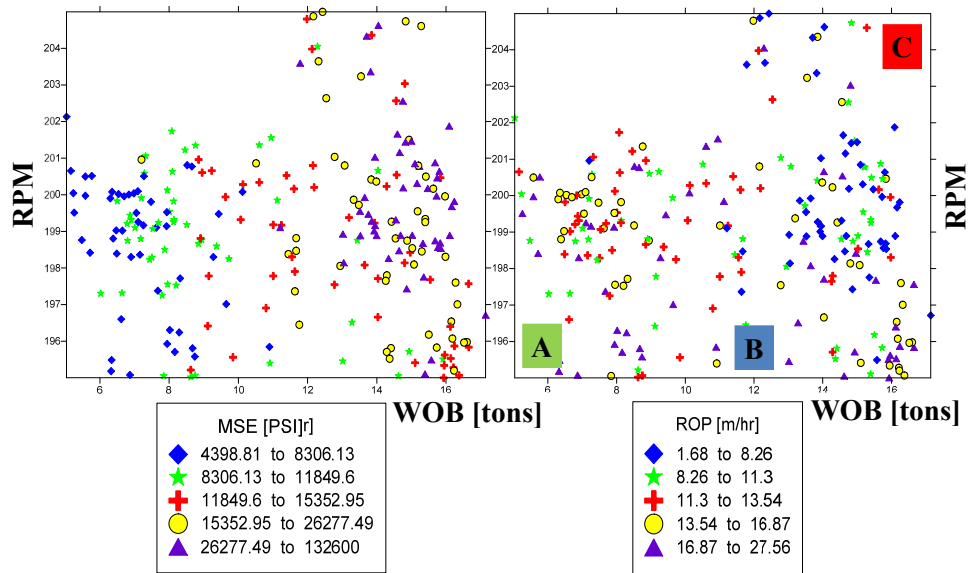 204
203
202
201
200
199
198
196
195
6
8
10
12
14
16
RPM
WOB [tons]
204
203
202
201
200
199
198
196
195
6
8
10
12
14
16
RPM
WOB [tons]
A
B
C
MSE [PSI]r]
4398.81 to 8306.13
8306.13 to 11849.6
11849.6 to 15352.95
15352.95 to 26277.49
26277.49 to 132600
ROP [m/hr]
1.68 to 8.26
8.26 to 11.3
11.3 to 13.54
13.54 to 16.87
16.87 to 27.56